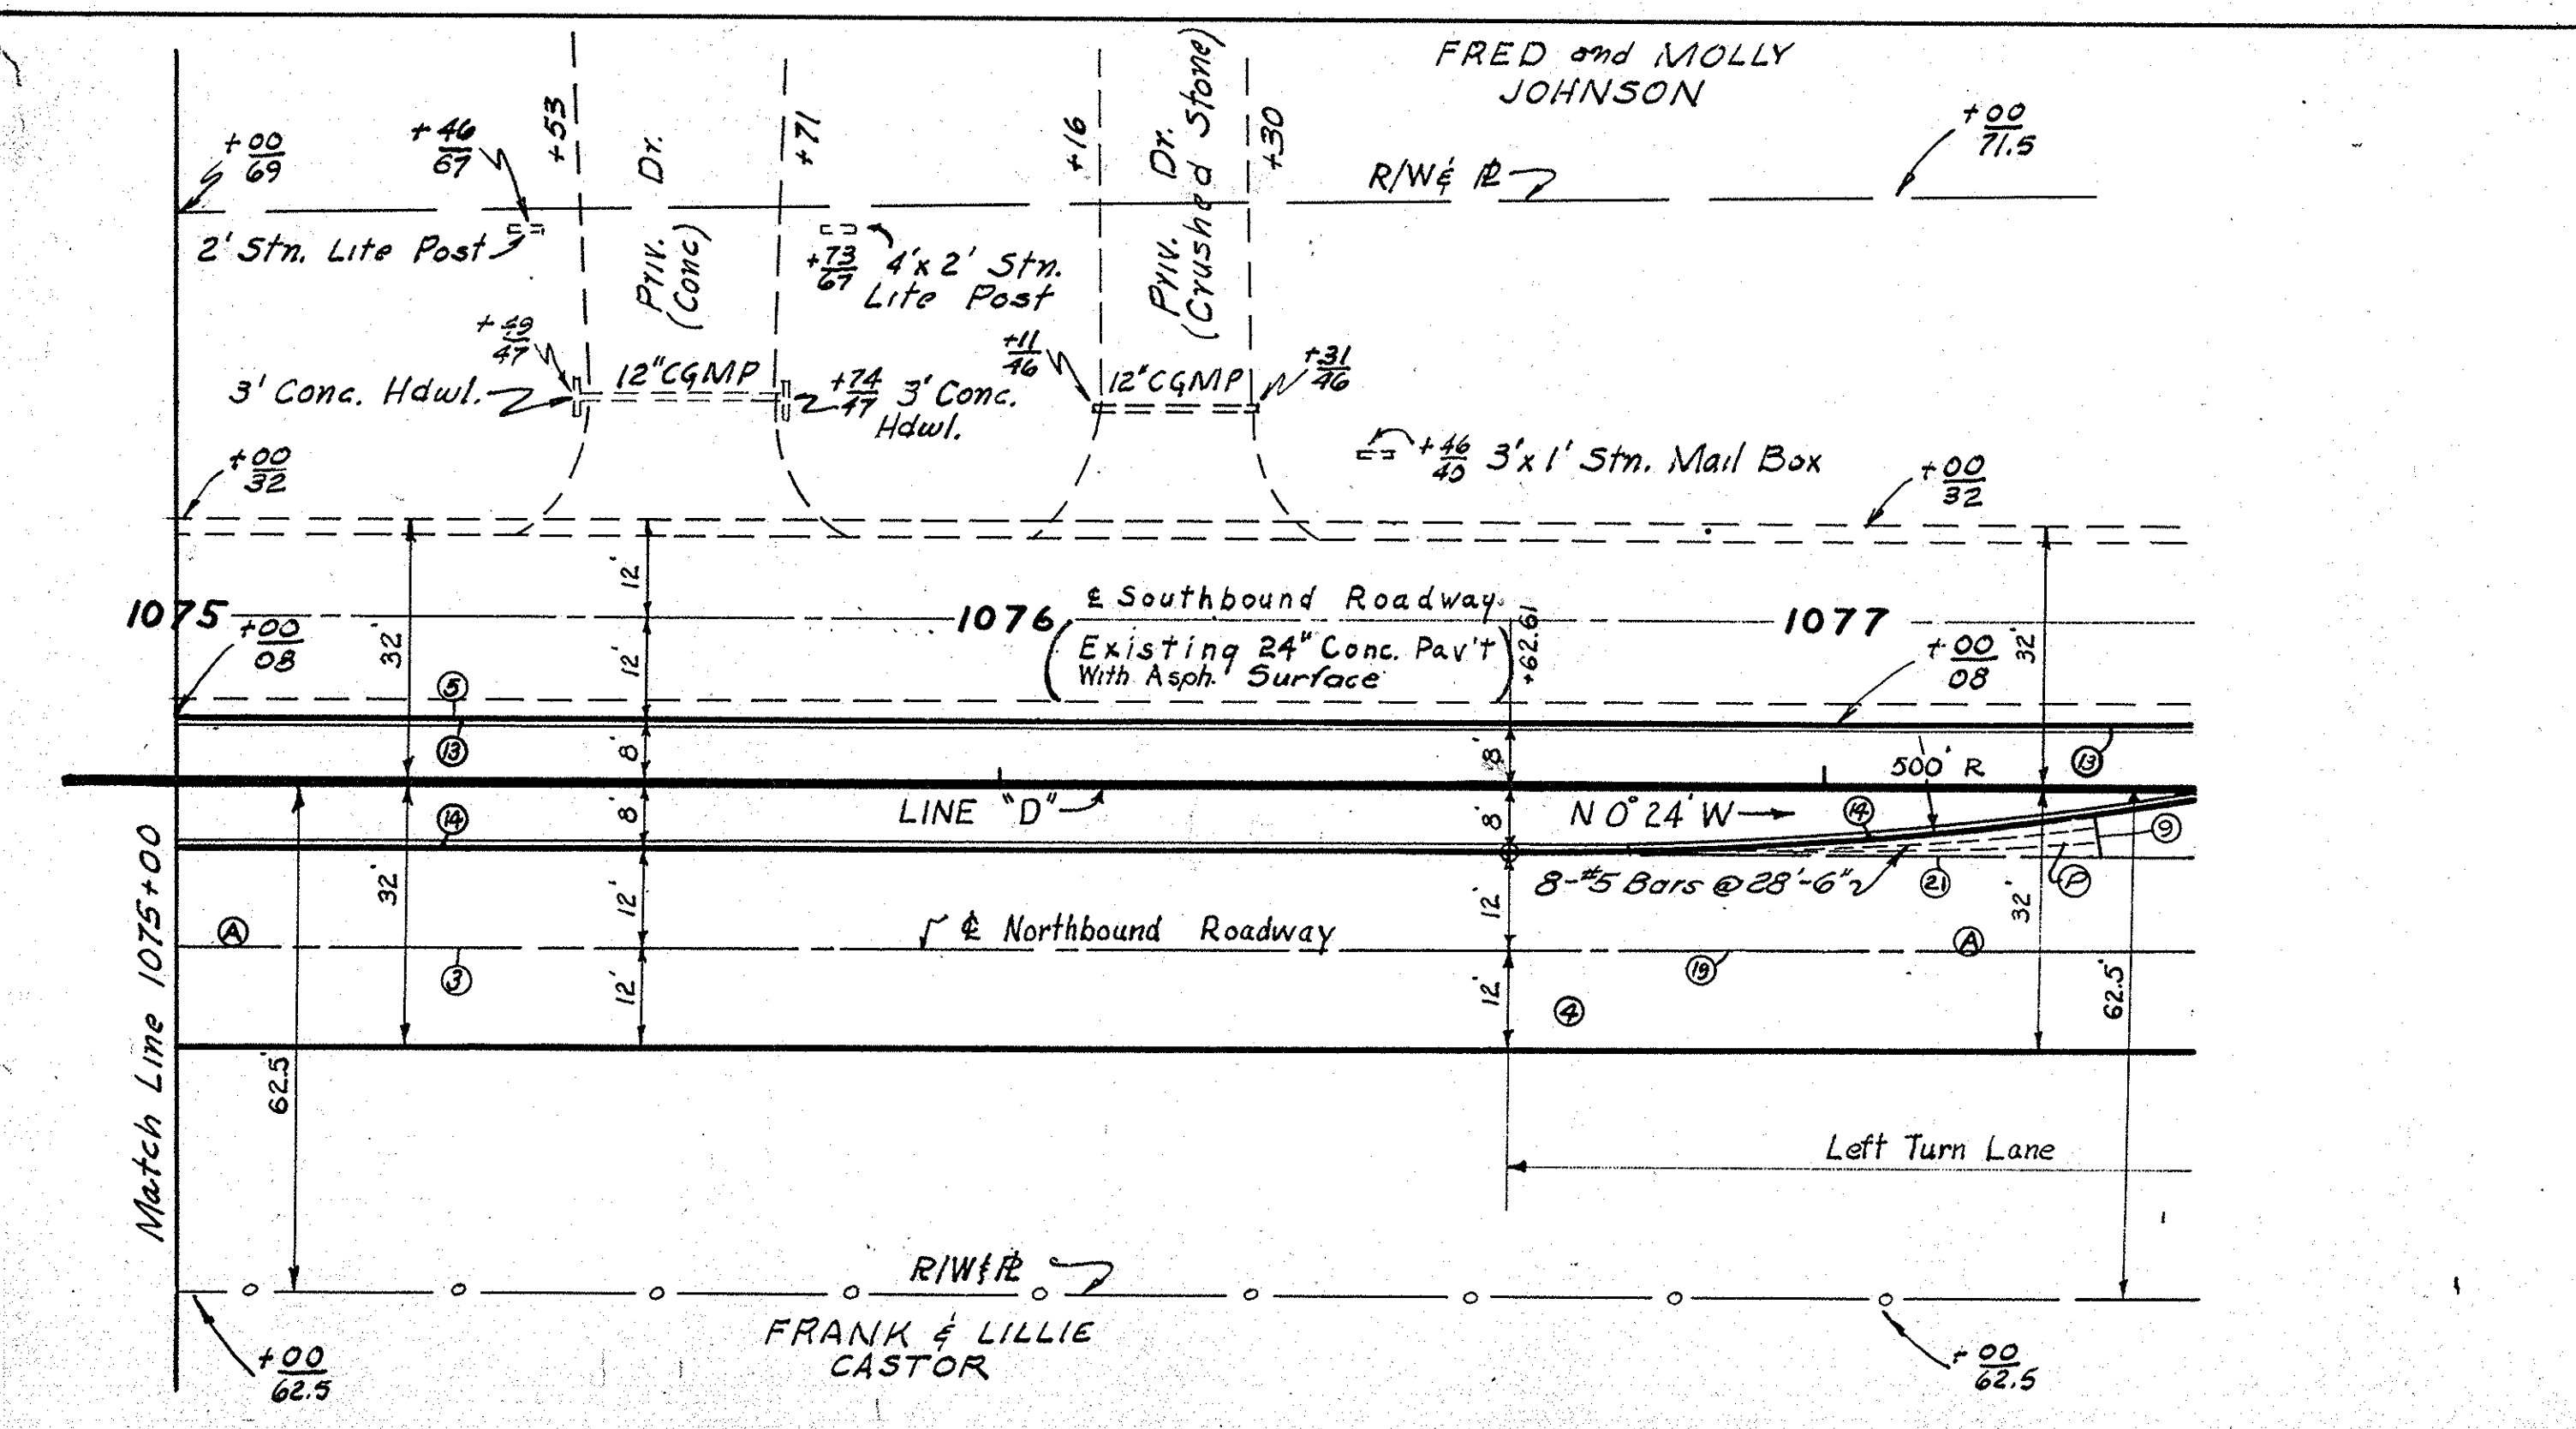 FRED and MOLLY
JOHNSON
+00
69
+46
67
+53
Priv. Dr.
(Conc)
+71
+16
Priv. Dr.
(Crushed Stone)
+30
R/W & PL
+00
71.5
2' Stn. Lite Post
+73
67
4'x 2' Stn.
Lite Post
+49
47
3' Conc. Hdwl.
12"CGMP
+74
47
3' Conc.
Hdwl.
+11
46
12"CGMP
+31
46
+46
3'x 1' Stn. Mail Box
+00
32
+00
32
12'
32'
1075
1076
℄ Southbound Roadway
1077
+00
08
12'
(Existing 24" Conc. Pav't
With Asph. Surface)
+62.61
+00
08
32'
5
13
8'
8'
500' R
13
LINE "D"
N 0° 24' W
14
8'
8'
14
9
8-#5 Bars @ 28'-6"
21
P
32'
12'
12'
32'
A
℄ Northbound Roadway
A
3
19
12'
12'
4
62.5'
62.5'
Match Line 1075+00
Left Turn Lane
R/W & PL
FRANK & LILLIE
CASTOR
+00
62.5
+00
62.5